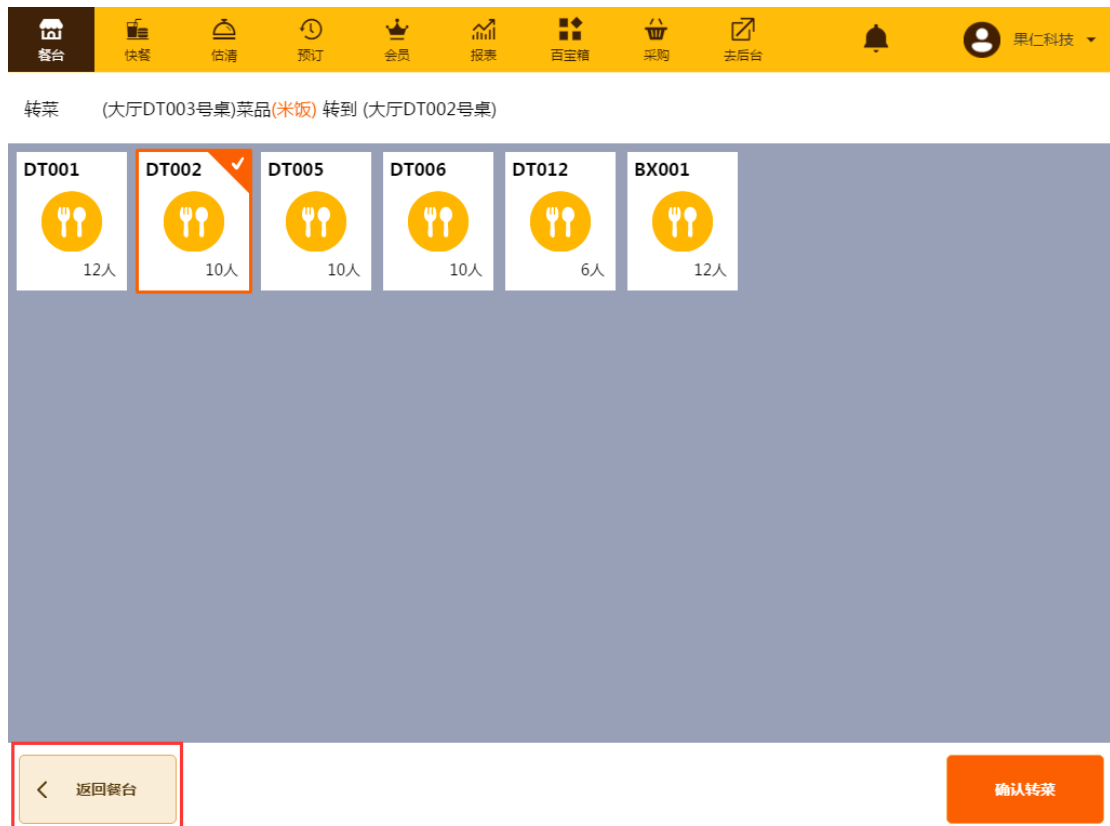 餐台 快餐 估清 预订 会员 报表 百宝箱 采购 去后台 果仁科技
转菜 (大厅DT003号桌)菜品(米饭) 转到 (大厅DT002号桌)
DT001 DT002 DT005 DT006 DT012 BX001
12人 10人 10人 10人 6人 12人
返回餐台 确认转菜